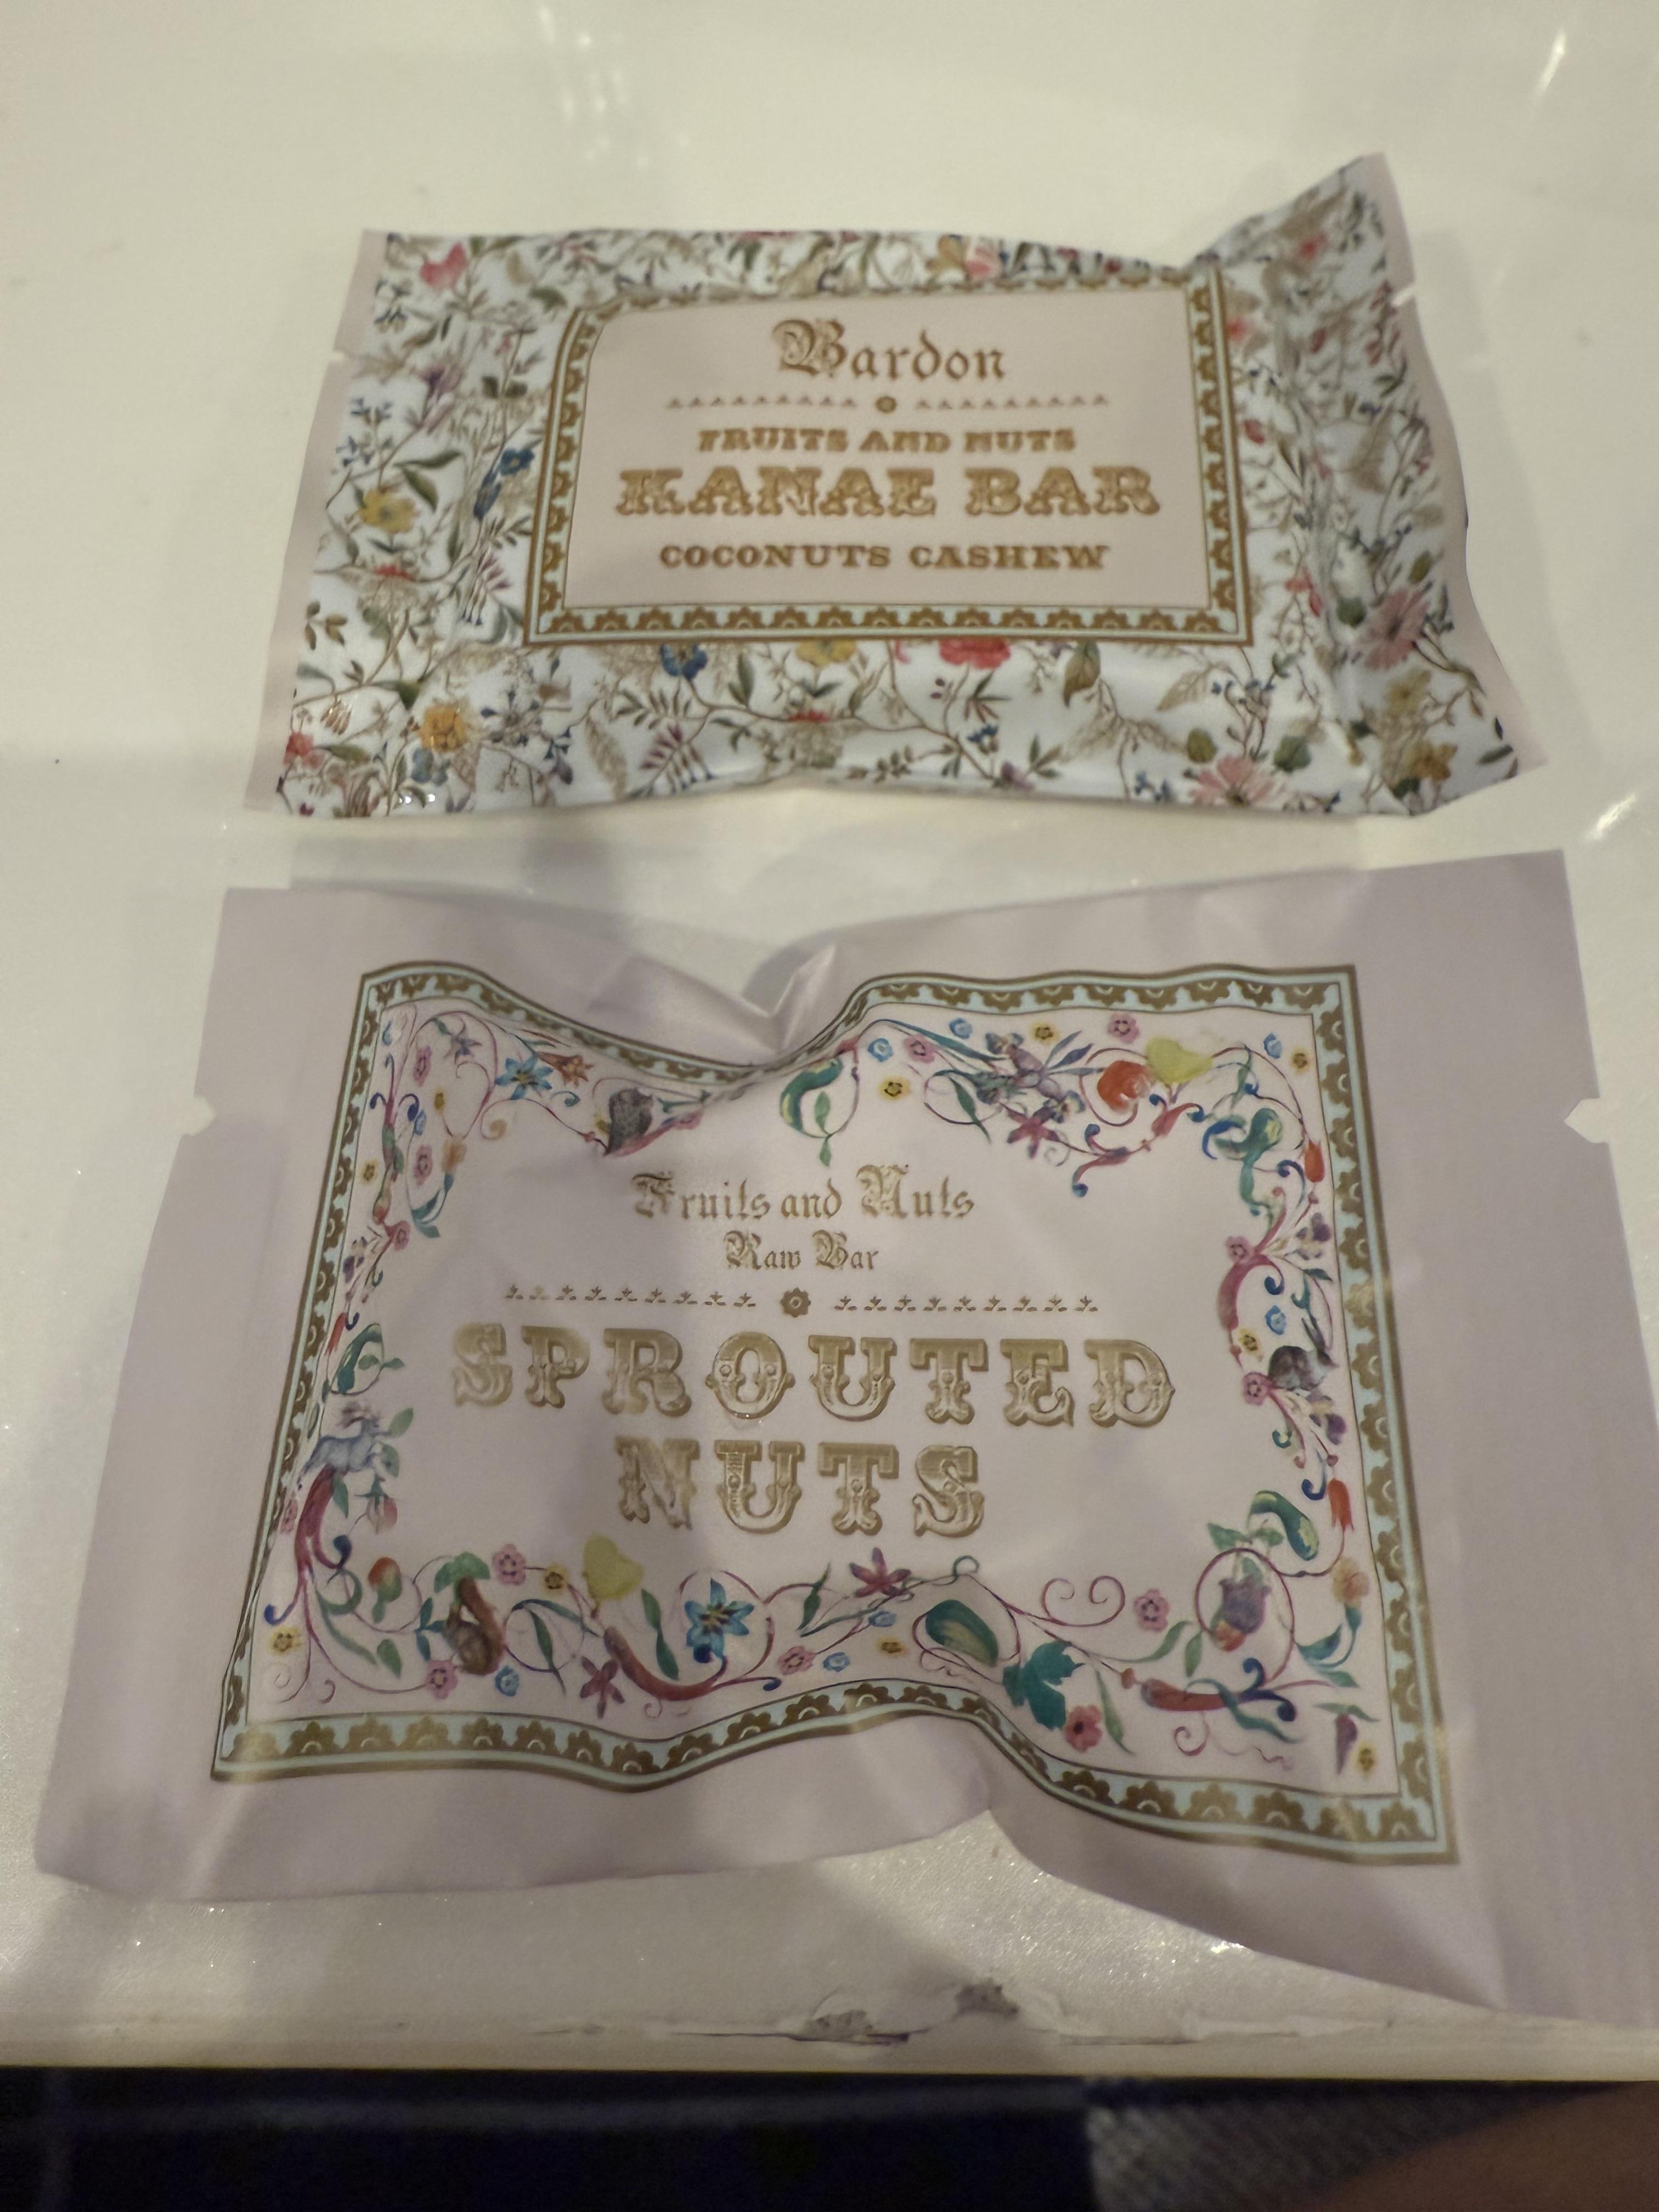 Bardon
FRUITS AND NUTS
KANAE BAR
COCONUTS CASHEW
Fruits and Nuts
Raw Bar
SPROUTED
NUTS